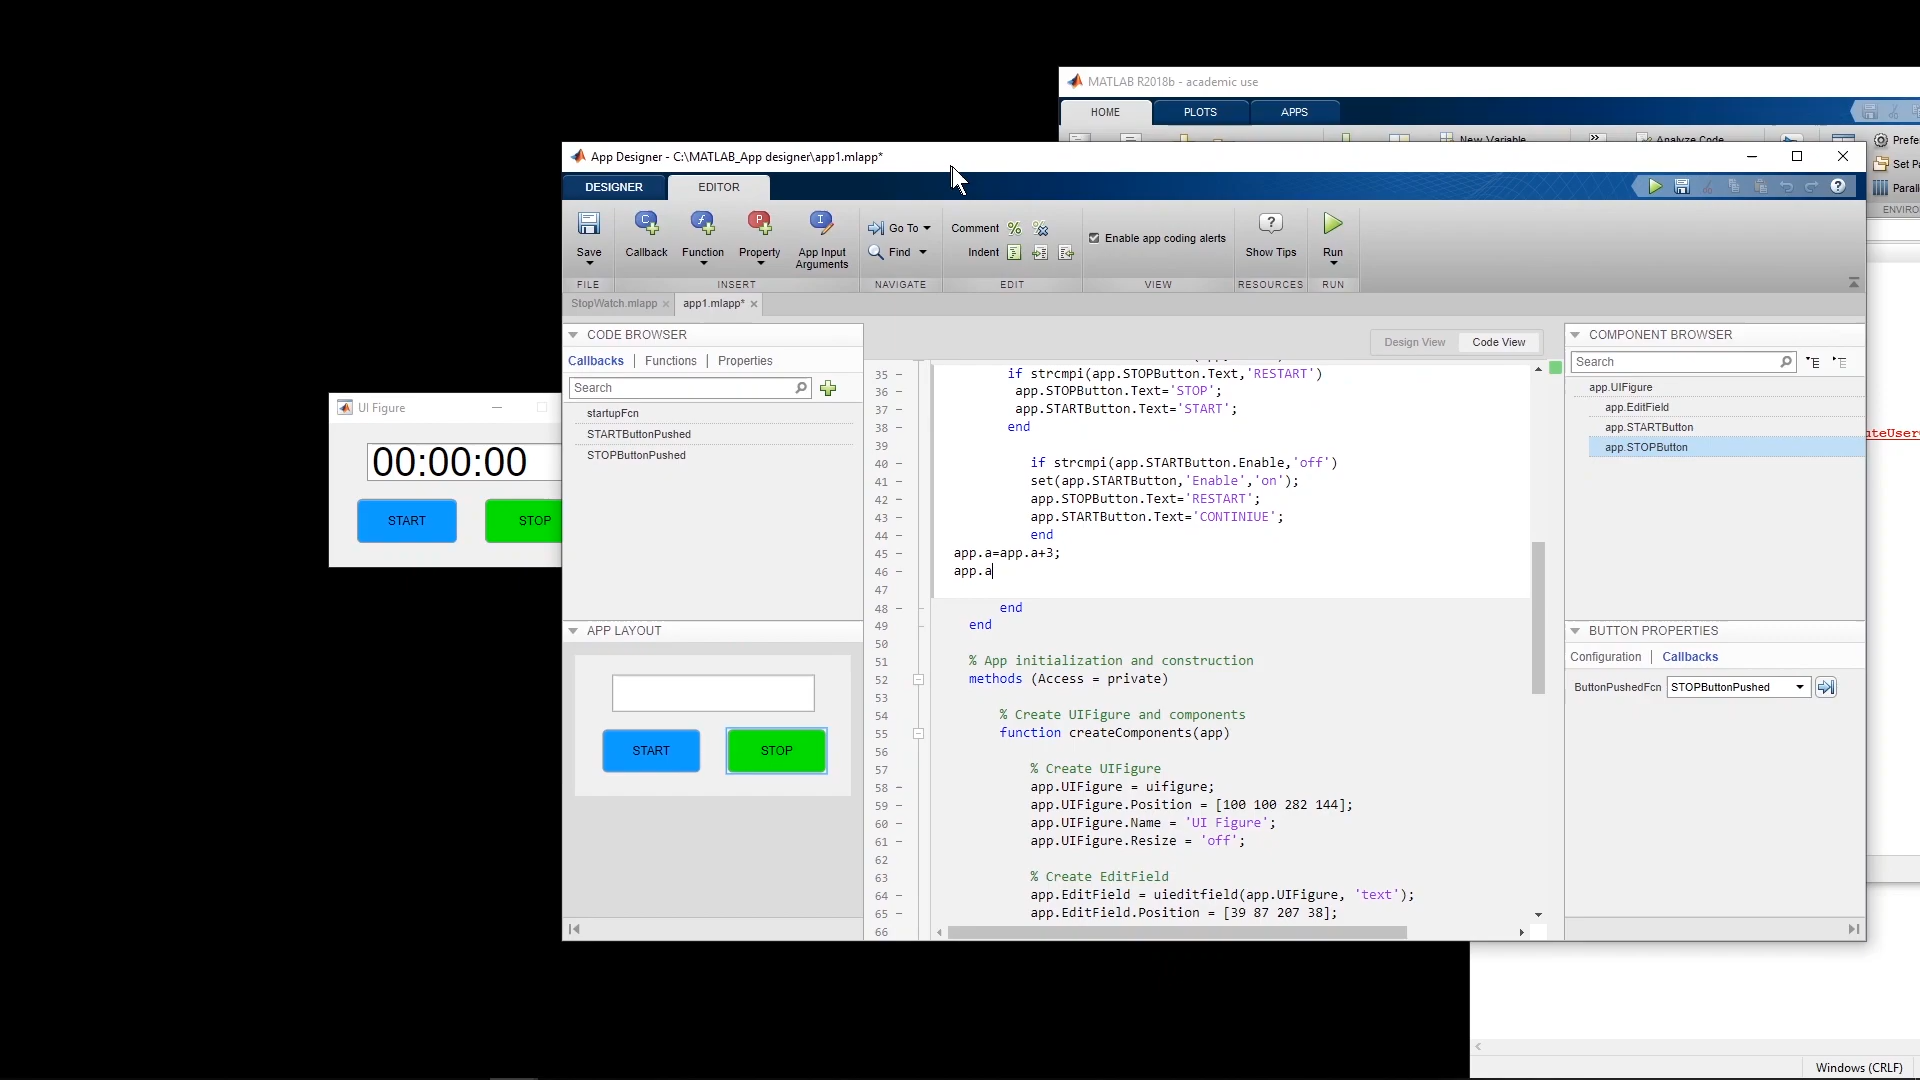 MATLAB R2018b - academic use
HOME
PLOTS
APPS
New Variable
Analyze Code
App Designer - C:\MATLAB_App designer\app1.mlapp*
DESIGNER
EDITOR
Save
Callback
Function
Property
App Input
Arguments
Go To
Find
Comment
Indent
Enable app coding alerts
Show Tips
Run
FILE
INSERT
NAVIGATE
EDIT
VIEW
RESOURCES
RUN
StopWatch.mlapp
app1.mlapp*
CODE BROWSER
Callbacks | Functions | Properties
Search
startupFcn
STARTButtonPushed
STOPButtonPushed
APP LAYOUT
START
STOP
UI Figure
00:00:00
START
STOP
Design View
Code View
35 if strcmpi(app.STOPButton.Text,'RESTART')
36 app.STOPButton.Text='STOP';
37 app.STARTButton.Text='START';
38 end
39
40 if strcmpi(app.STARTButton.Enable,'off')
41 set(app.STARTButton,'Enable','on');
42 app.STOPButton.Text='RESTART';
43 app.STARTButton.Text='CONTINIUE';
44 end
45 app.a=app.a+3;
46 app.a
47
48 end
49 end
50
51 % App initialization and construction
52 methods (Access = private)
53
54 % Create UIFigure and components
55 function createComponents(app)
56
57 % Create UIFigure
58 app.UIFigure = uifigure;
59 app.UIFigure.Position = [100 100 282 144];
60 app.UIFigure.Name = 'UI Figure';
61 app.UIFigure.Resize = 'off';
62
63 % Create EditField
64 app.EditField = uieditfield(app.UIFigure, 'text');
65 app.EditField.Position = [39 87 207 38];
66
COMPONENT BROWSER
Search
app.UIFigure
app.EditField
app.STARTButton
app.STOPButton
BUTTON PROPERTIES
Configuration | Callbacks
ButtonPushedFcn STOPButtonPushed
Prefe
Set Pa
Parall
ENVIRO
uteUser
Windows (CRLF)